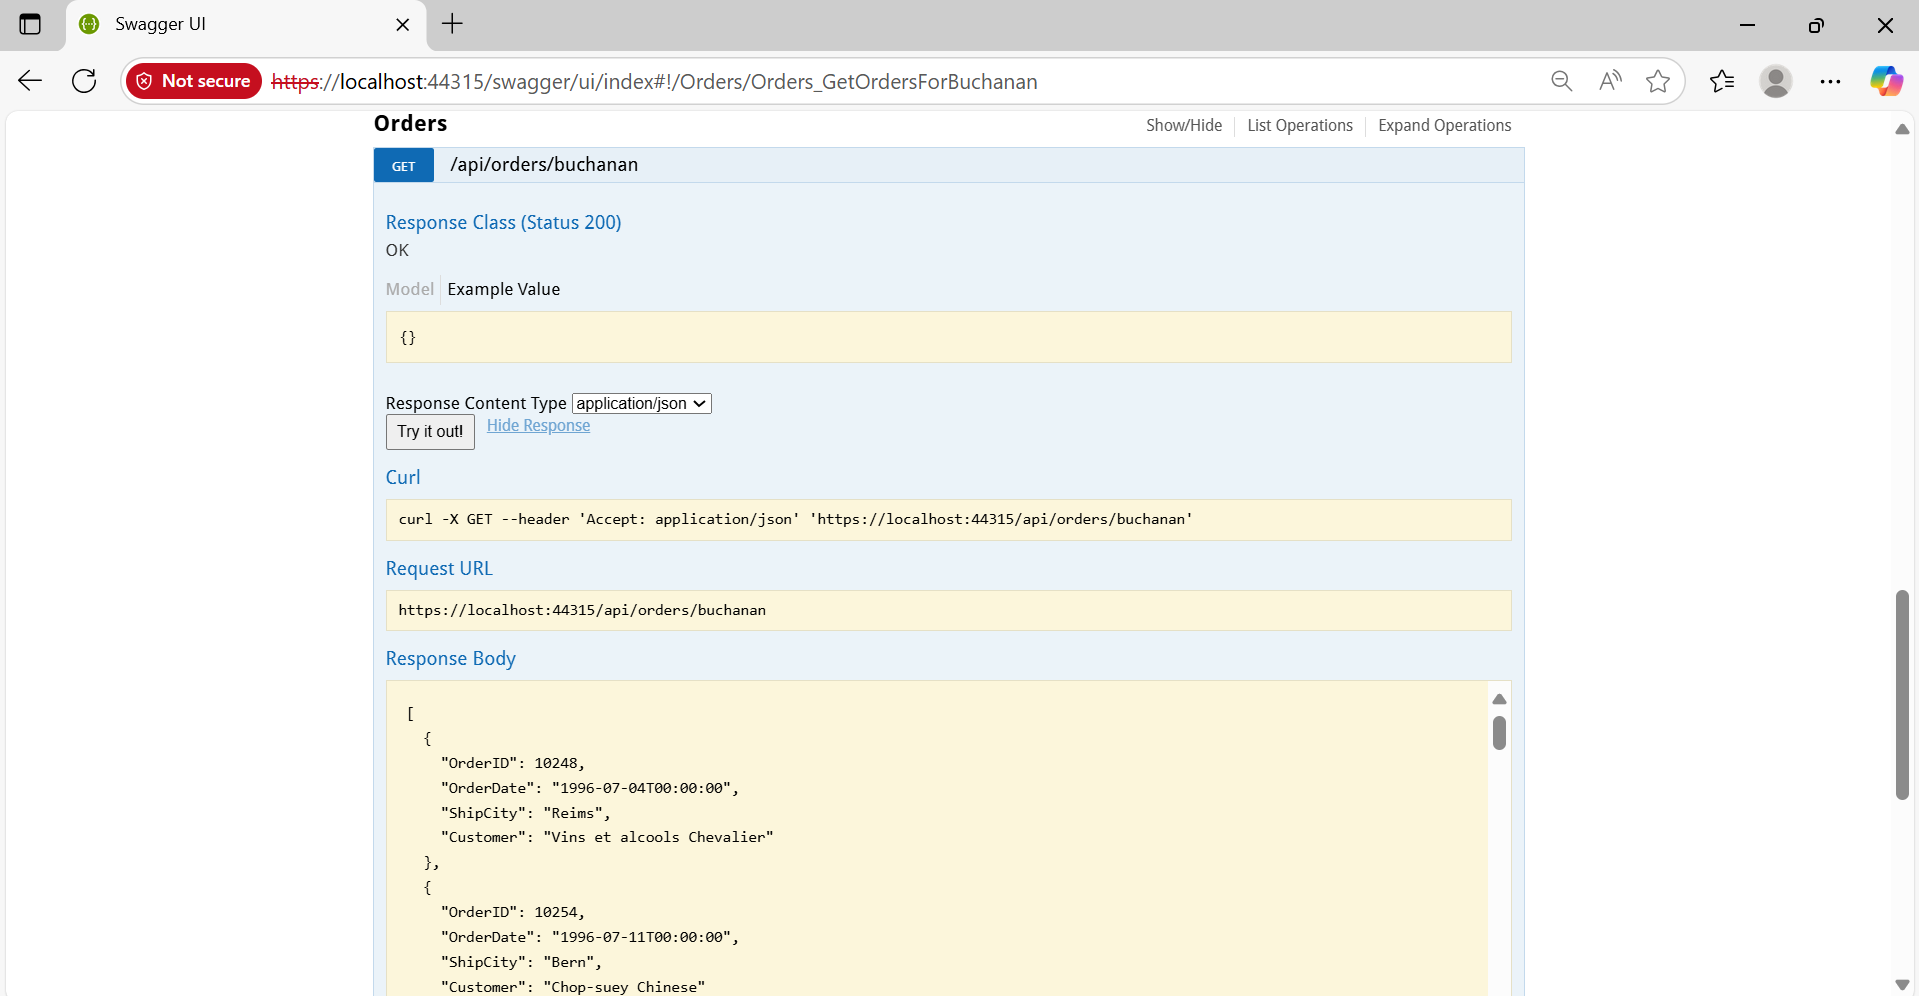 Swagger UI
Not secure https://localhost:44315/swagger/ui/index#!/Orders/Orders_GetOrdersForBuchanan
Orders Show/Hide List Operations Expand Operations
GET /api/orders/buchanan
Response Class (Status 200)
OK
Model Example Value
{}
Response Content Type application/json
Try it out! Hide Response
Curl
curl -X GET --header 'Accept: application/json' 'https://localhost:44315/api/orders/buchanan'
Request URL
https://localhost:44315/api/orders/buchanan
Response Body
[
{
"OrderID": 10248,
"OrderDate": "1996-07-04T00:00:00",
"ShipCity": "Reims",
"Customer": "Vins et alcools Chevalier"
},
{
"OrderID": 10254,
"OrderDate": "1996-07-11T00:00:00",
"ShipCity": "Bern",
"Customer": "Chop-suey Chinese"